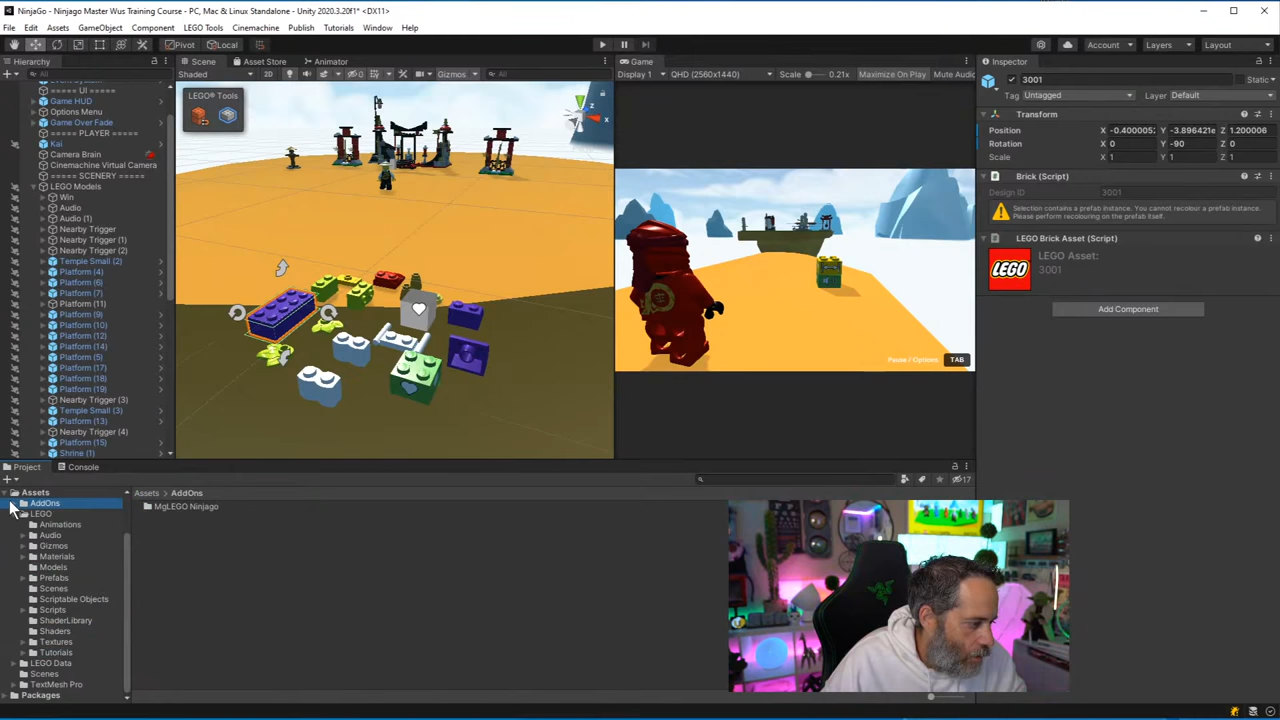 NinjaGo - Ninjago Master Wus Training Course - PC, Mac & Linux Standalone - Unity 2020.3.20f1* <DX11>
File Edit Assets GameObject Component LEGO Tools Cinemachine Publish Tutorials Window Help
Pivot Local Account Layers Layout
Hierarchy Scene Asset Store Animator Game Inspector
All
Shaded 2D Gizmos All Display 1 QHD (2560x1440) Scale 0.21x Maximize On Play Mute Audio
3001 Static
Tag Untagged Layer Default
===== UI =====
Game HUD
Options Menu
Game Over Fade
===== PLAYER =====
Kai
Camera Brain
Cinemachine Virtual Camera
===== SCENERY =====
LEGO Models
Win
Audio
Audio (1)
Nearby Trigger
Nearby Trigger (1)
Nearby Trigger (2)
Temple Small (2)
Platform (4)
Platform (6)
Platform (7)
Platform (11)
Platform (9)
Platform (10)
Platform (12)
Platform (14)
Platform (5)
Platform (17)
Platform (18)
Platform (19)
Nearby Trigger (3)
Temple Small (3)
Platform (13)
Nearby Trigger (4)
Platform (15)
Shrine (1)
LEGO® Tools
Pause / Options TAB
Transform
Position X -0.400005 Y -3.896421e Z 1.200006
Rotation X 0 Y -90 Z 0
Scale X 1 Y 1 Z 1
Brick (Script)
Design ID 3001
Selection contains a prefab instance. You cannot recolour a prefab instance.
Please perform recolouring on the prefab itself.
LEGO Brick Asset (Script)
LEGO
LEGO Asset:
3001
Add Component
Project Console
17
Assets
AddOns
LEGO
Animations
Audio
Gizmos
Materials
Models
Prefabs
Scenes
Scriptable Objects
Scripts
ShaderLibrary
Shaders
Textures
Tutorials
LEGO Data
Scenes
TextMesh Pro
Packages
Assets > AddOns
MgLEGO Ninjago